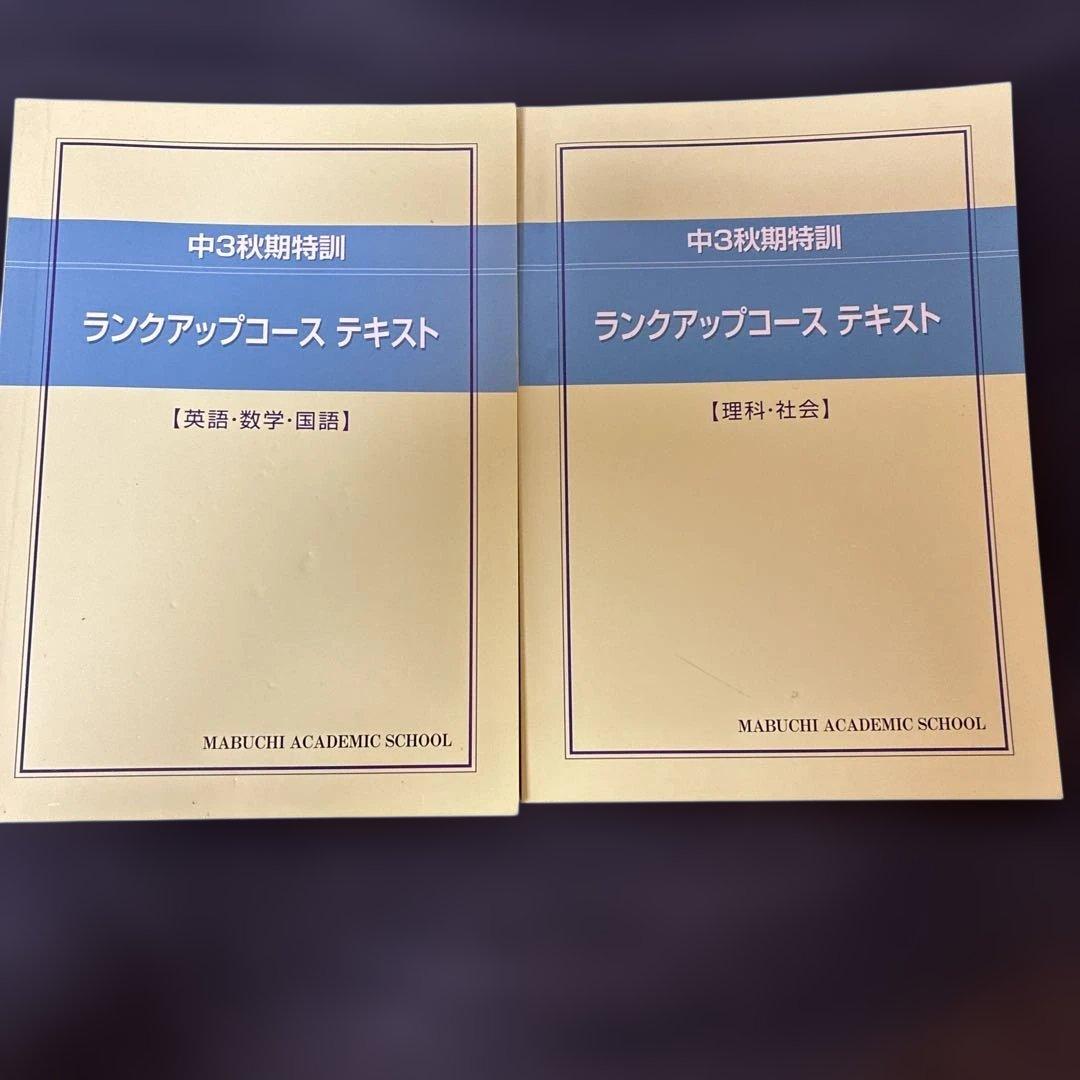 中3秋期特訓
ランクアップコース テキスト
【英語・数学・国語】
MABUCHI ACADEMIC SCHOOL
中3秋期特訓
ランクアップコース テキスト
【理科・社会】
MABUCHI ACADEMIC SCHOOL